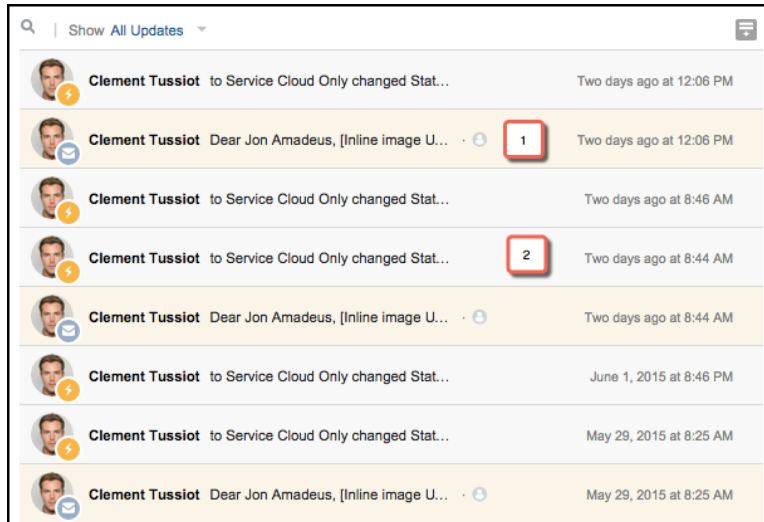 Show All Updates
Clement Tussiot to Service Cloud Only changed Stat... Two days ago at 12:06 PM
Clement Tussiot Dear Jon Amadeus, [Inline image U... · 1 Two days ago at 12:06 PM
Clement Tussiot to Service Cloud Only changed Stat... Two days ago at 8:46 AM
Clement Tussiot to Service Cloud Only changed Stat... 2 Two days ago at 8:44 AM
Clement Tussiot Dear Jon Amadeus, [Inline image U... · Two days ago at 8:44 AM
Clement Tussiot to Service Cloud Only changed Stat... June 1, 2015 at 8:46 PM
Clement Tussiot to Service Cloud Only changed Stat... May 29, 2015 at 8:25 AM
Clement Tussiot Dear Jon Amadeus, [Inline image U... · May 29, 2015 at 8:25 AM